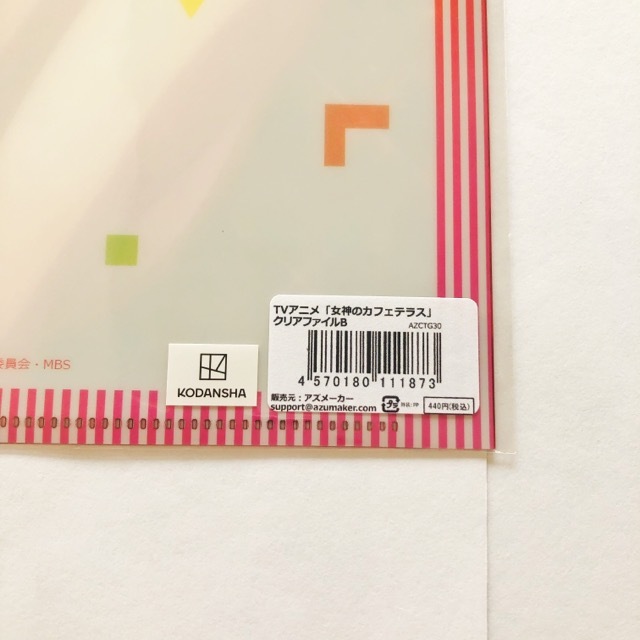 TVアニメ「女神のカフェテラス」
クリアファイルB
AZCTG30
4 570180 111873
販売元：アズメーカー
support@azumaker.com
440円(税込)
KODANSHA
委員会・MBS